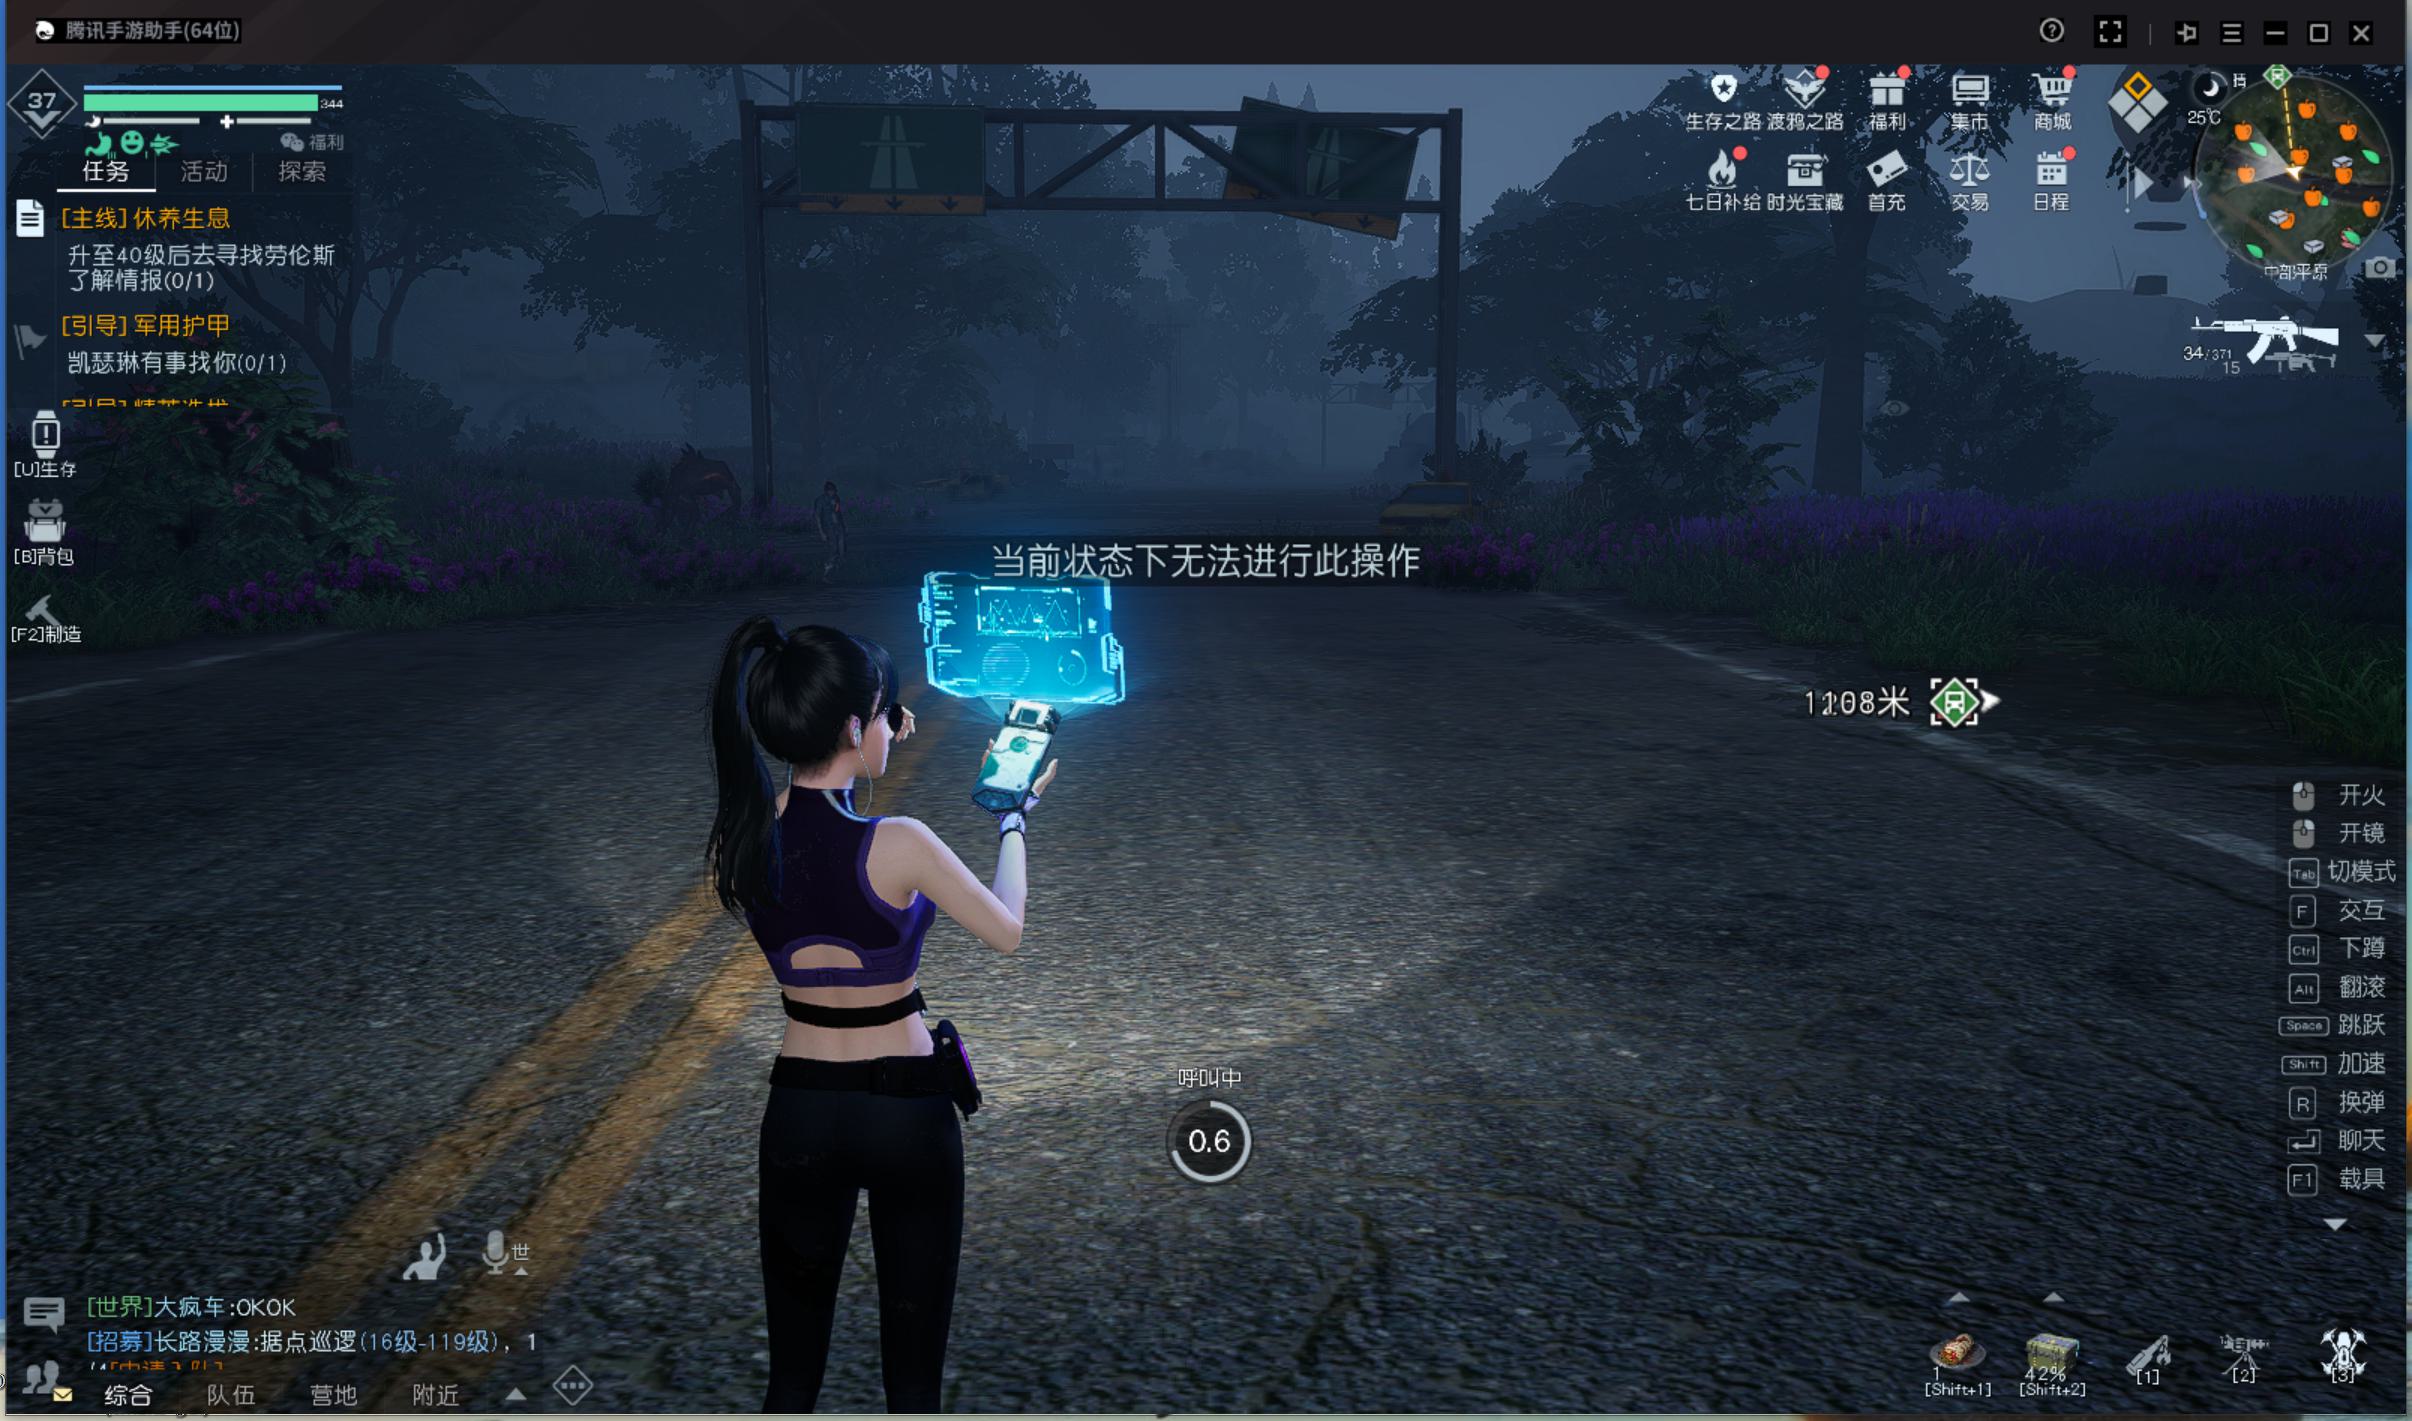 腾讯手游助手(64位)
37
344
福利
任务 活动 探索
[主线] 休养生息
升至40级后去寻找劳伦斯
了解情报(0/1)
[引导] 军用护甲
凯瑟琳有事找你(0/1)
[U]生存
[B]背包
[F2]制造
生存之路 渡鸦之路 福利 集市 商城
七日补给 时光宝藏 首充 交易 日程
25℃
中部平原
34/371
15
当前状态下无法进行此操作
1208米
呼叫中
0.6
开火
开镜
Tab 切模式
F 交互
Ctrl 下蹲
Alt 翻滚
Space 跳跃
Shift 加速
R 换弹
聊天
F1 载具
世
[世界]大疯车:OKOK
[招募]长路漫漫:据点巡逻(16级-119级), 1
综合 队伍 营地 附近
1 42%
[Shift+1] [Shift+2] [1] [2] [3]